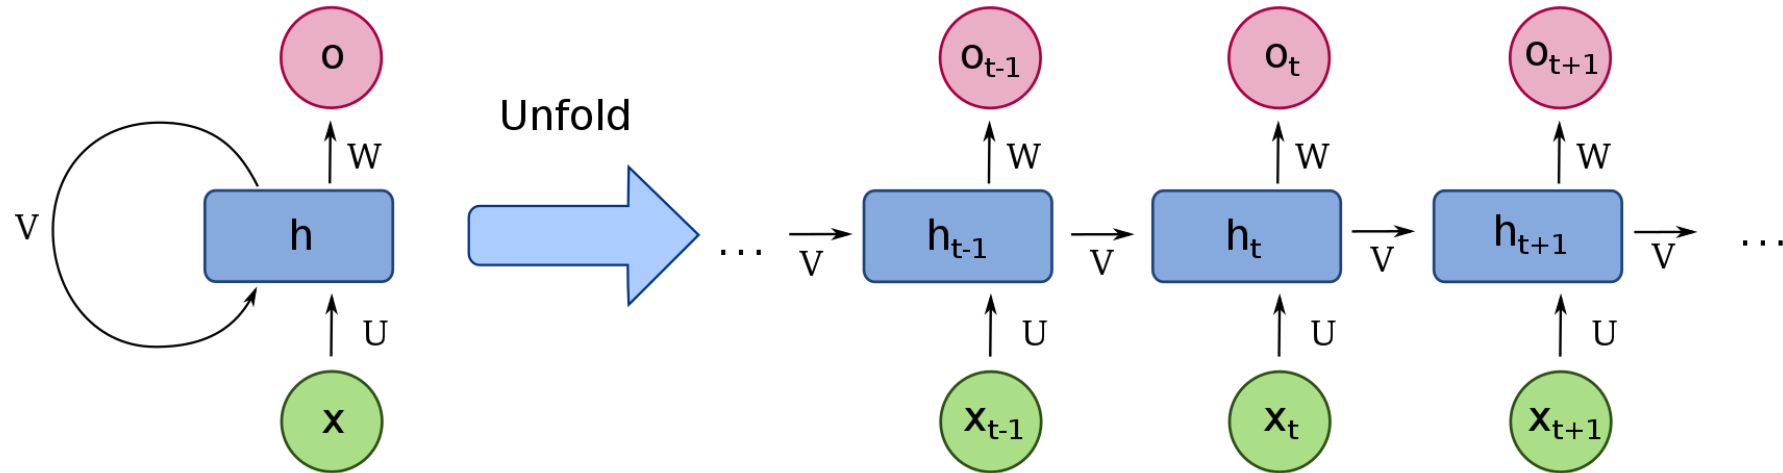 o o_{t-1} o_t o_{t+1}
Unfold
W W W W
V h ... V h_{t-1} V h_t V h_{t+1} V ...
U U U U
x x_{t-1} x_t x_{t+1}